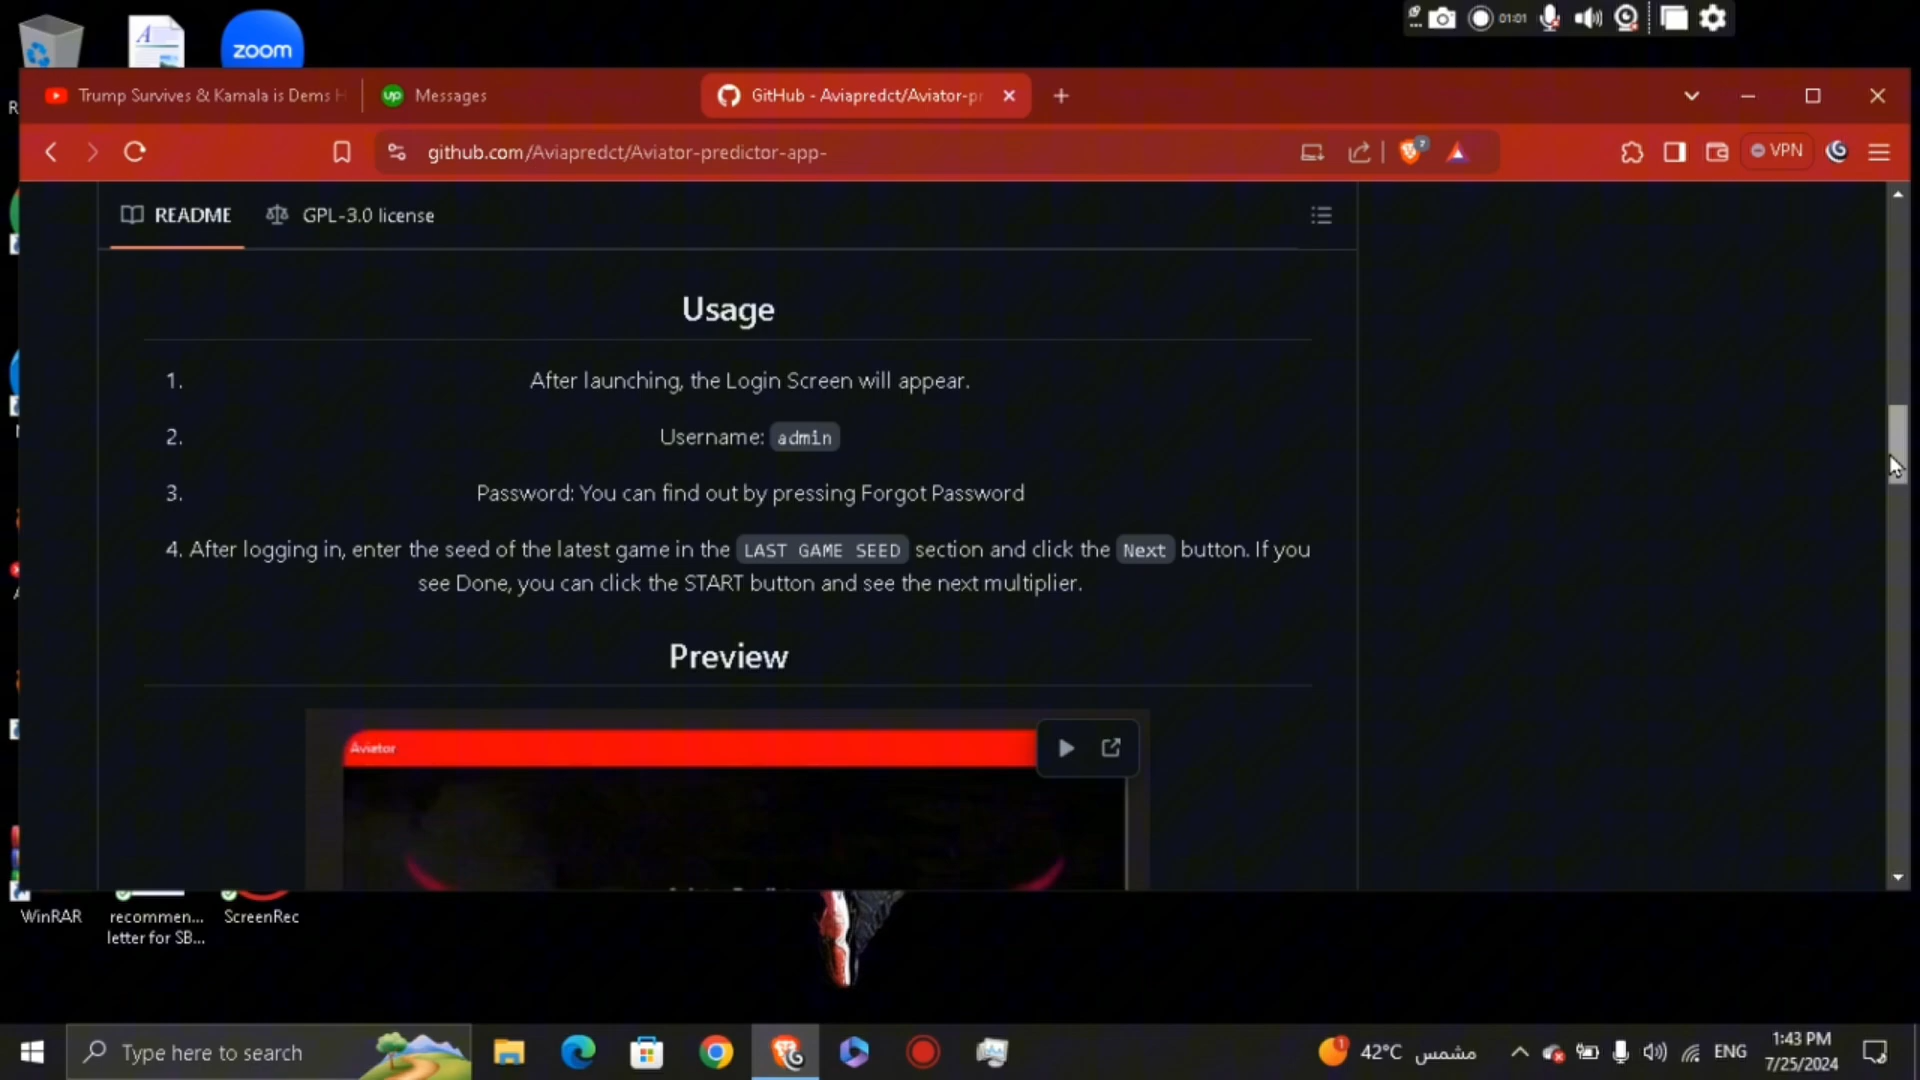 01:01
zoom
Trump Survives & Kamala is Dems H
up
Messages
GitHub - Aviapredct/Aviator-pr
github.com/Aviapredct/Aviator-predictor-app-
2
VPN
README
GPL-3.0 license
Usage
1. After launching, the Login Screen will appear.
2. Username: admin
3. Password: You can find out by pressing Forgot Password
4. After logging in, enter the seed of the latest game in the LAST GAME SEED section and click the Next button. If you
see Done, you can click the START button and see the next multiplier.
Preview
Aviator
WinRAR
recommen...
letter for SB...
ScreenRec
Type here to search
1
42°C مشمس
ENG
1:43 PM
7/25/2024